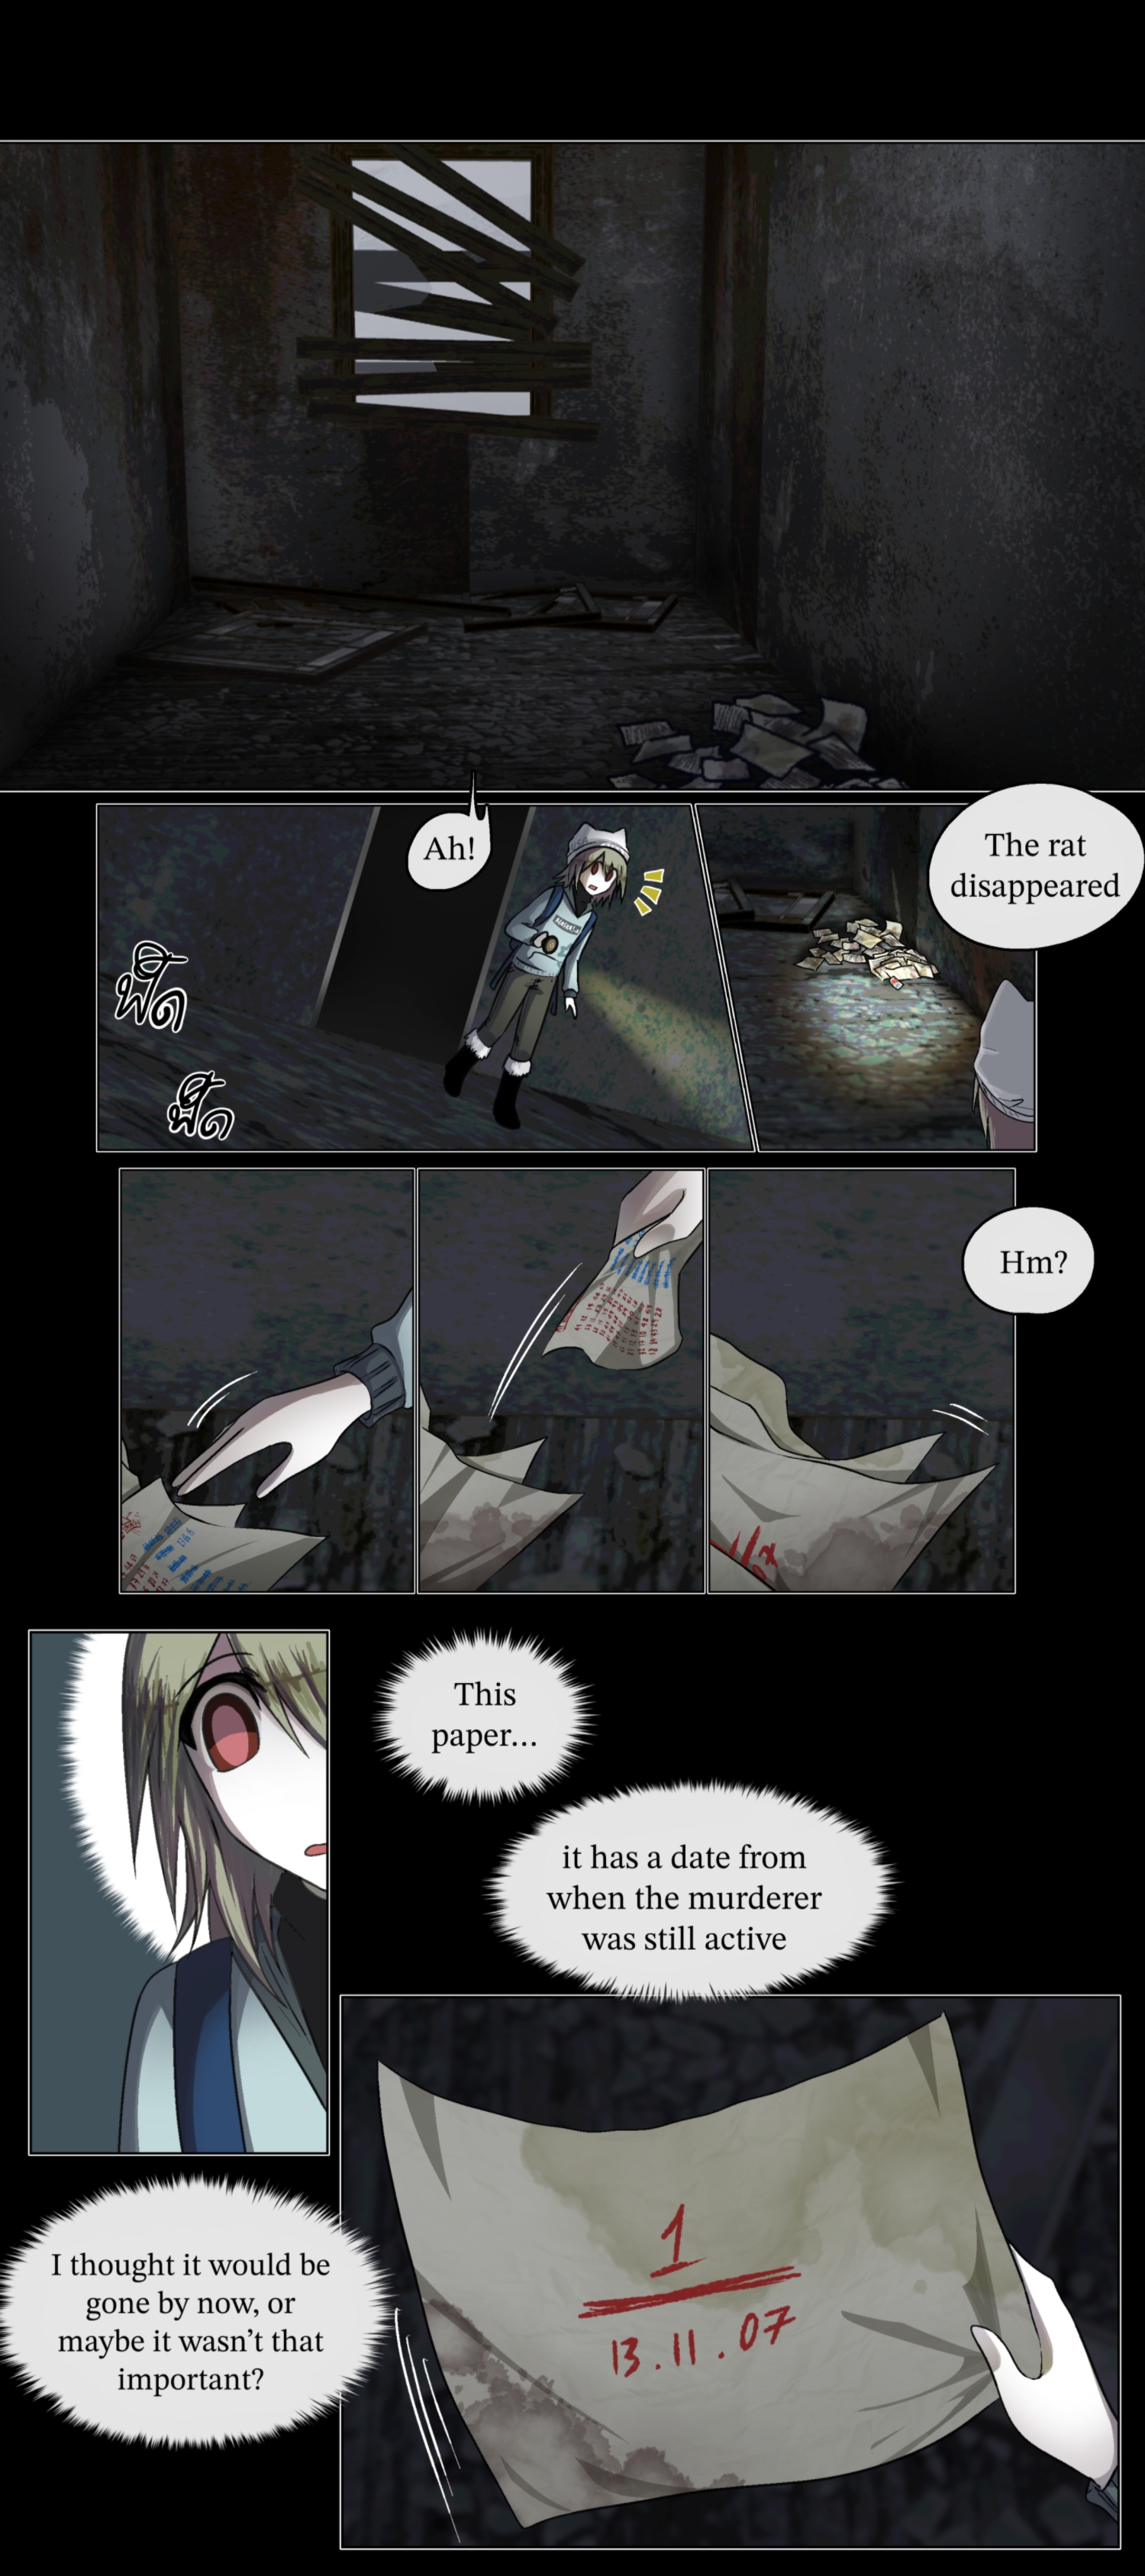 Ah!
The rat
disappeared
ฟึด
ฟึด
Hm?
This
paper...
it has a date from
when the murderer
was still active
1
13.11.07
I thought it would be
gone by now, or
maybe it wasn't that
important?